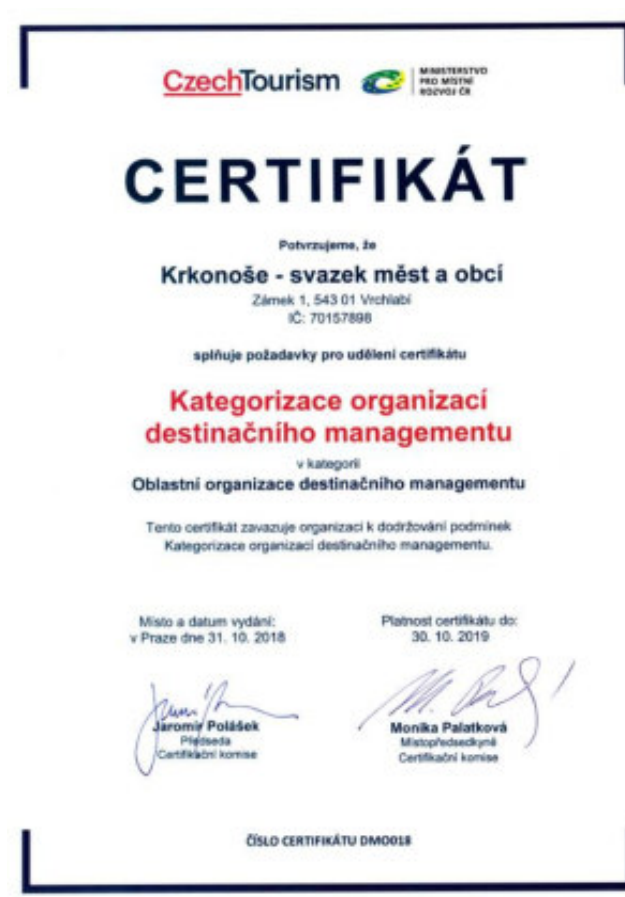 CzechTourism
MINISTERSTVO
PRO MÍSTNÍ
ROZVOJ ČR
CERTIFIKÁT
Potvrzujeme, že
Krkonoše - svazek měst a obcí
Zámek 1, 543 01 Vrchlabí
IČ: 70157898
splňuje požadavky pro udělení certifikátu
Kategorizace organizací
destinačního managementu
v kategorii
Oblastní organizace destinačního managementu
Tento certifikát zavazuje organizaci k dodržování podmínek
Kategorizace organizací destinačního managementu.
Místo a datum vydání:
v Praze dne 31. 10. 2018
Platnost certifikátu do:
30. 10. 2019
Jaromír Polášek
Předseda
Certifikační komise
Monika Palatková
Místopředsedkyně
Certifikační komise
ČÍSLO CERTIFIKÁTU DMO018